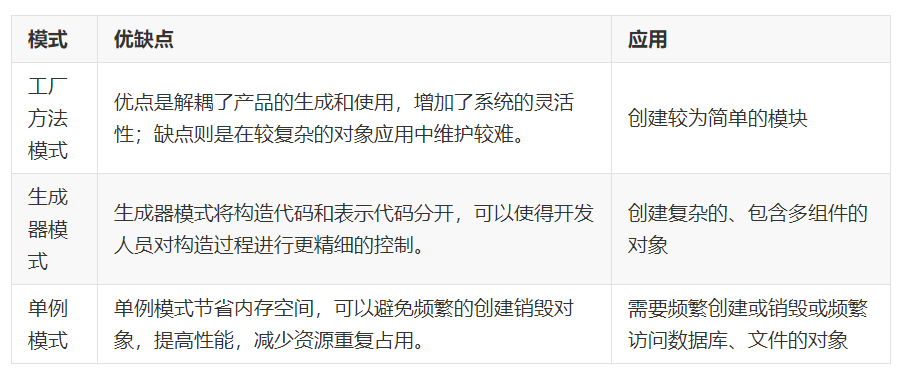 模式
优缺点
应用
工厂
方法
模式
优点是解耦了产品的生成和使用，增加了系统的灵活
性；缺点则是在较复杂的对象应用中维护较难。
创建较为简单的模块
生成
器模
式
生成器模式将构造代码和表示代码分开，可以使得开发
人员对构造过程进行更精细的控制。
创建复杂的、包含多组件的
对象
单例
模式
单例模式节省内存空间，可以避免频繁的创建销毁对
象，提高性能，减少资源重复占用。
需要频繁创建或销毁或频繁
访问数据库、文件的对象